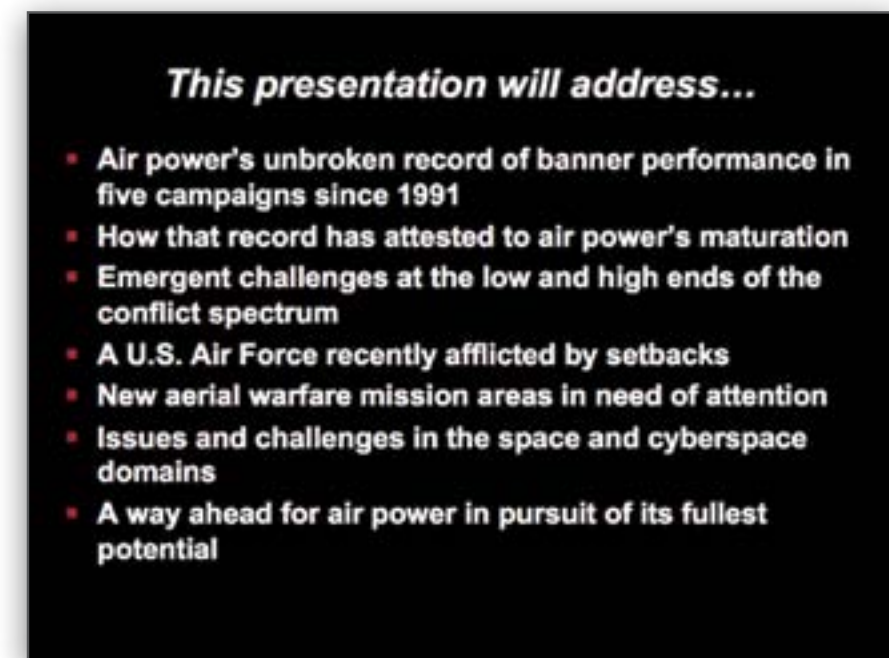 This presentation will address...
▪ Air power's unbroken record of banner performance in
five campaigns since 1991
▪ How that record has attested to air power's maturation
▪ Emergent challenges at the low and high ends of the
conflict spectrum
▪ A U.S. Air Force recently afflicted by setbacks
▪ New aerial warfare mission areas in need of attention
▪ Issues and challenges in the space and cyberspace
domains
▪ A way ahead for air power in pursuit of its fullest
potential